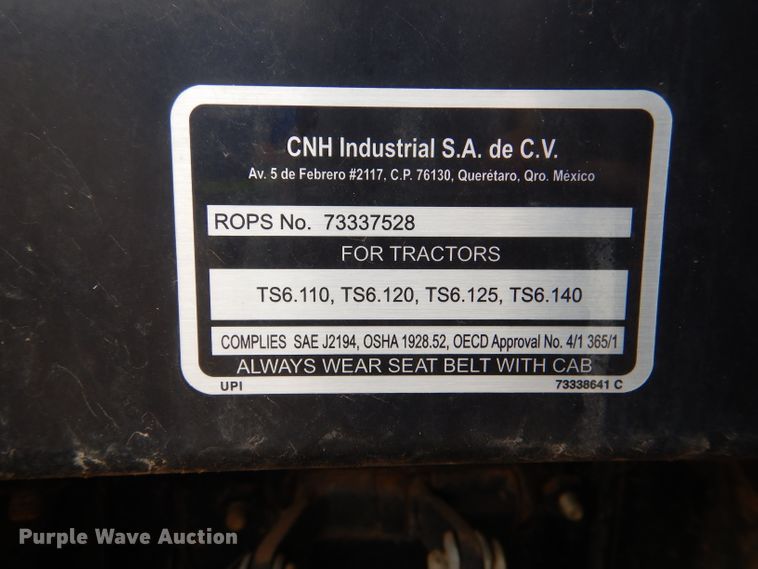 CNH Industrial S.A. de C.V.
Av. 5 de Febrero #2117, C.P. 76130, Querétaro, Qro. México
ROPS No. 73337528
FOR TRACTORS
TS6.110, TS6.120, TS6.125, TS6.140
COMPLIES SAE J2194, OSHA 1928.52, OECD Approval No. 4/1 365/1
ALWAYS WEAR SEAT BELT WITH CAB
UPI 73338641 C
Purple Wave Auction